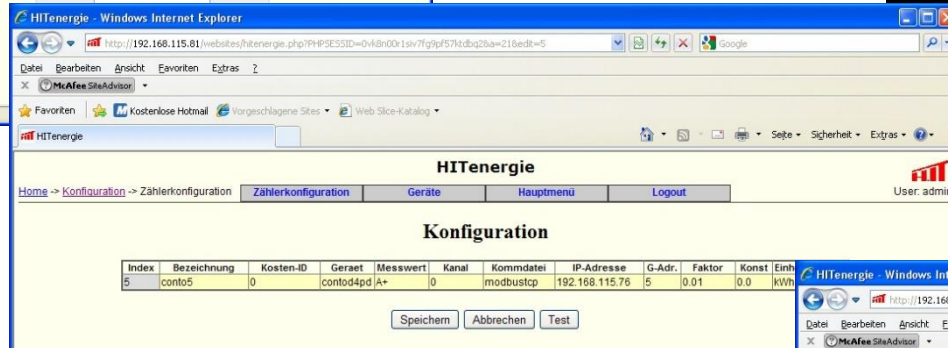 HITenergie - Windows Internet Explorer
http://192.168.115.81/websites/hitenergie.php?PHPSESSID=0vk8n00r1siv7fg9pf57ktdbq2&a=21&edit=5
Google
Datei Bearbeiten Ansicht Favoriten Extras ?
X McAfee SiteAdvisor
Favoriten Kostenlose Hotmail Vorgeschlagene Sites Web Slice-Katalog
HITenergie
Seite Sicherheit Extras
HITenergie
Home -> Konfiguration -> Zählerkonfiguration Zählerkonfiguration Geräte Hauptmenü Logout User: admin
Konfiguration
Index Bezeichnung Kosten-ID Geraet Messwert Kanal Kommdatei IP-Adresse G-Adr. Faktor Konst
5 conto5 0 contod4pd A+ 0 modbustcp 192.168.115.76 5 0.01 0.0 kWh
Speichern Abbrechen Test
HITenergie - Windows
http://192.16
Datei Bearbeiten Ansicht
X McAfee SiteAdvisor